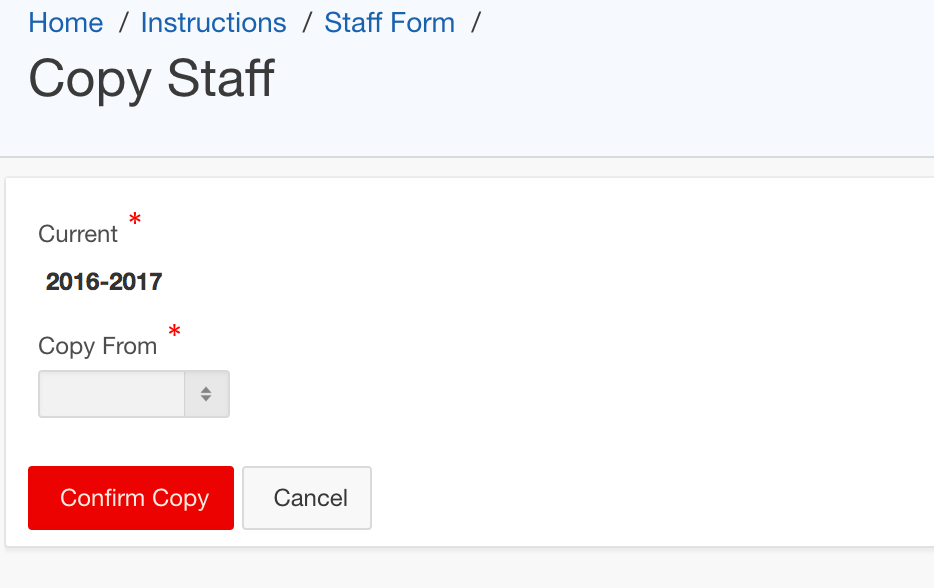 Home / Instructions / Staff Form /
Copy Staff
Current *
2016-2017
Copy From *
Confirm Copy Cancel